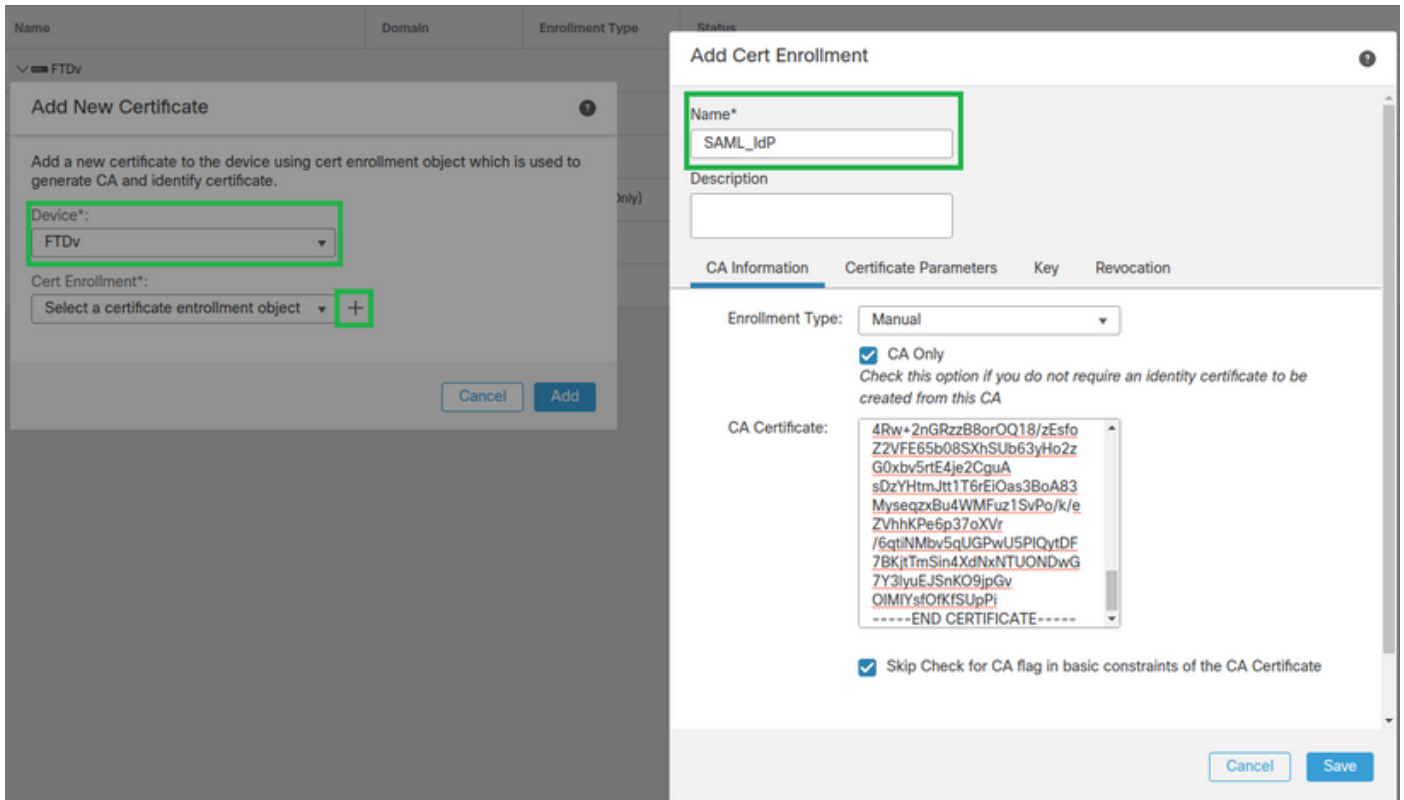 Name Domain Enrollment Type Status
FTDv
Add New Certificate
Add a new certificate to the device using cert enrollment object which is used to
generate CA and identify certificate.
Device*:
FTDv
Cert Enrollment*:
Select a certificate entrollment object
Cancel Add
Only)
Add Cert Enrollment
Name*
SAML_IdP
Description
CA Information Certificate Parameters Key Revocation
Enrollment Type: Manual
CA Only
Check this option if you do not require an identity certificate to be
created from this CA
CA Certificate:
4Rw+2nGRzzB8orOQ18/zEsfo
Z2VFE65b08SXhSUb63yHo2z
G0xbv5rtE4je2CguA
sDzYHtmJtt1T6rEiOas3BoA83
MyseqzxBu4WMFuz1SvPo/k/e
ZVhhKPe6p37oXVr
/6qtiNMbv5qUGPwU5PIQytDF
7BKjtTmSin4XdNxNTUONDwG
7Y3lyuEJSnKO9jpGv
OIMIYsfOfKfSUpPi
-----END CERTIFICATE-----
Skip Check for CA flag in basic constraints of the CA Certificate
Cancel Save